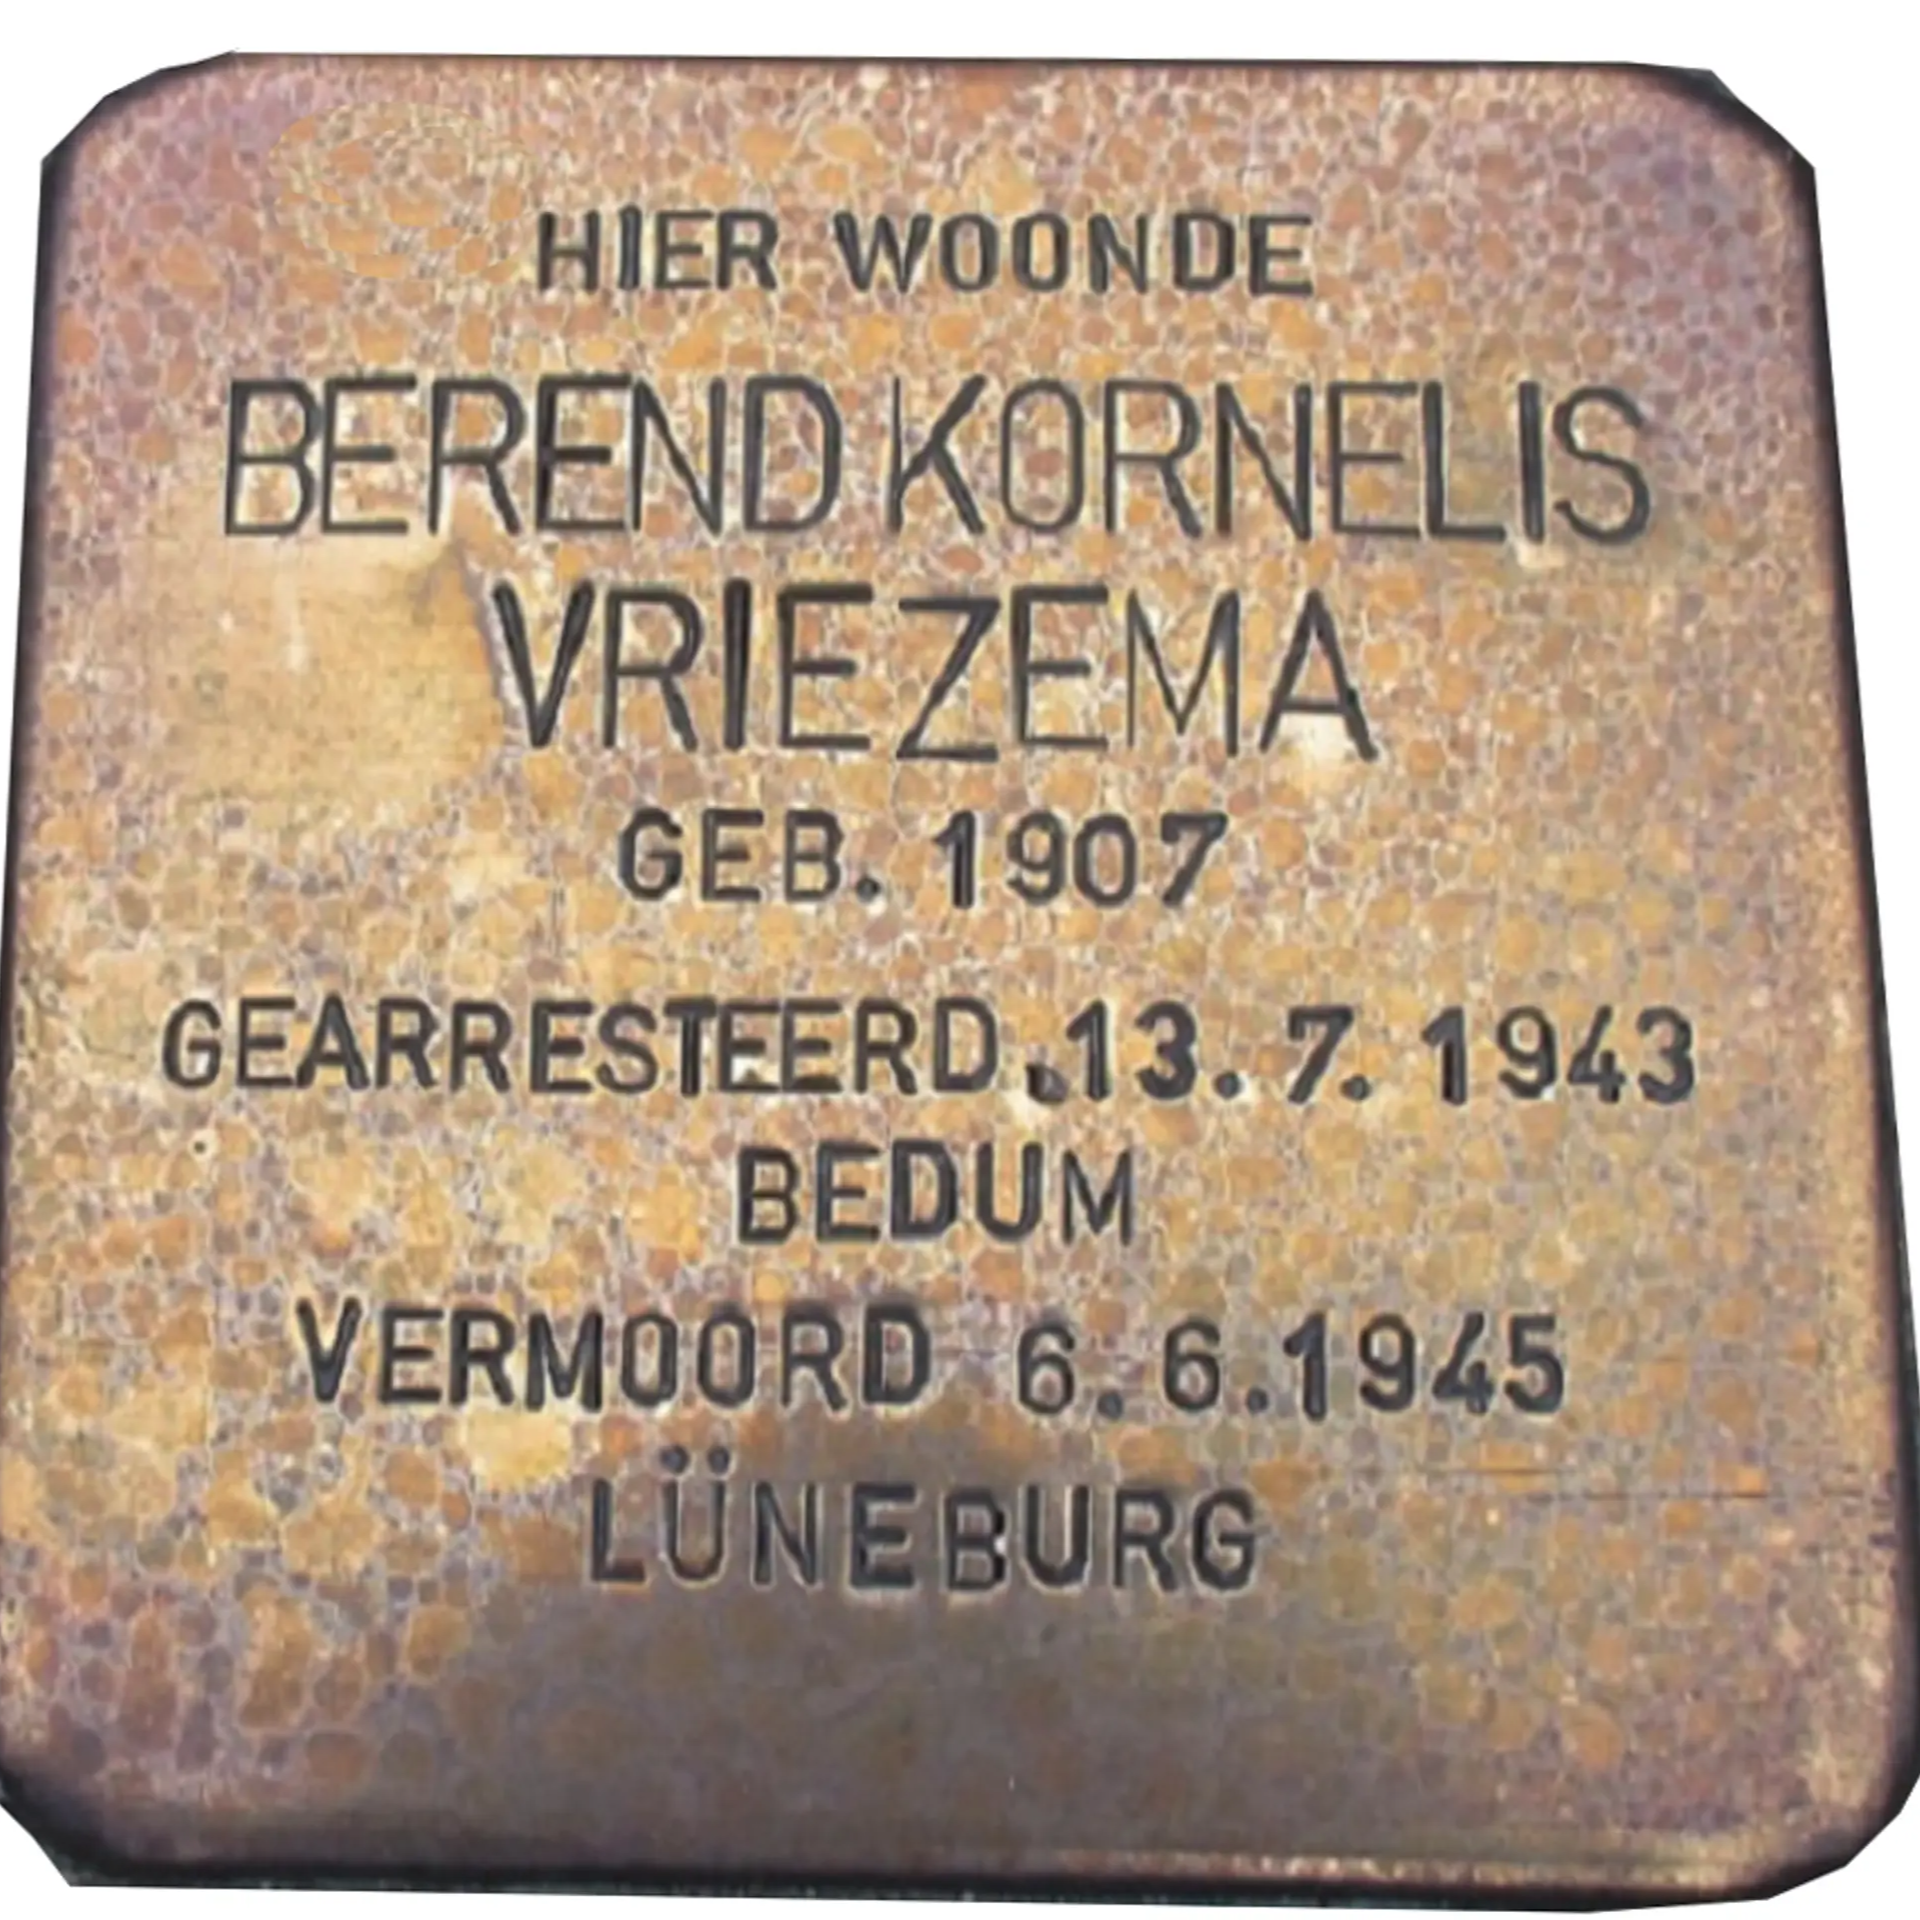 HIER WOONDE
BEREND KORNELIS
VRIEZEMA
GEB. 1907
GEARRESTEERD.13.7.1943
BEDUM
VERMOORD 6.6.1945
LÜNEBURG